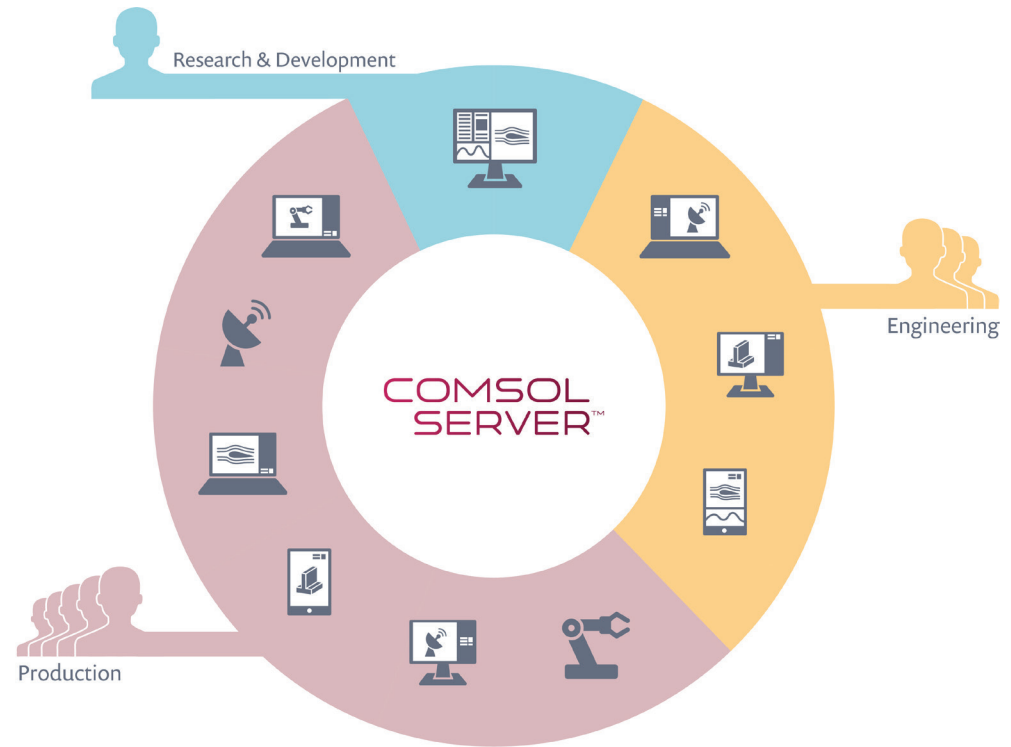 Research & Development
Engineering
COMSOL
SERVER™
Production